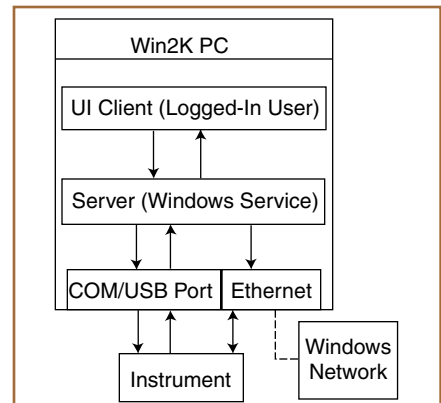 Win2K PC
UI Client (Logged-In User)
Server (Windows Service)
COM/USB Port
Ethernet
Instrument
Windows
Network